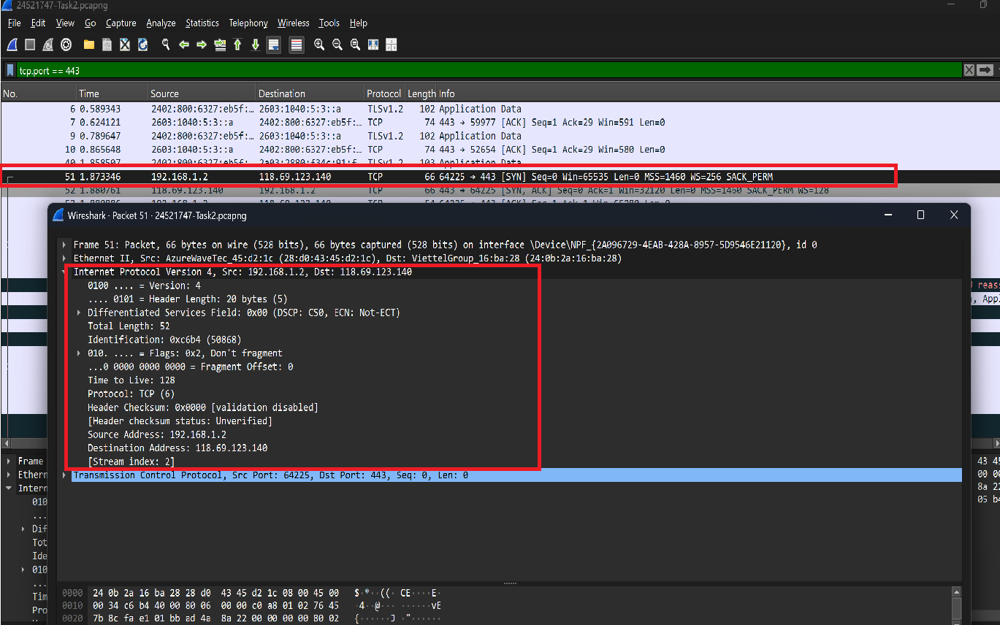 24521747-Task2.pcapng
File Edit View Go Capture Analyze Statistics Telephony Wireless Tools Help
tcp.port == 443
No. Time Source Destination Protocol Length Info
6 0.589343 2402:800:6327:eb5f:… 2603:1040:5:3::a TLSv1.2 102 Application Data
7 0.624121 2603:1040:5:3::a 2402:800:6327:eb5f:… TCP 74 443 → 59977 [ACK] Seq=1 Ack=29 Win=591 Len=0
9 0.789647 2402:800:6327:eb5f:… 2603:1040:5:3::a TLSv1.2 102 Application Data
10 0.865648 2603:1040:5:3::a 2402:800:6327:eb5f:… TCP 74 443 → 52654 [ACK] Seq=1 Ack=29 Win=580 Len=0
40 1.858507 2402:800:6327:eb5f:… 2a03:2880:f34c:91:f… TLSv1.2 103 Application Data
51 1.873346 192.168.1.2 118.69.123.140 TCP 66 64225 → 443 [SYN] Seq=0 Win=65535 Len=0 MSS=1460 WS=256 SACK_PERM
52 1.880761 118.69.123.140 192.168.1.2 TCP 66 443 → 64225 [SYN, ACK] Seq=0 Ack=1 Win=32120 Len=0 MSS=1460 SACK_PERM WS=128
53 1.880886 192.168.1.2 118.69.123.140 TCP 54 64225 → 443 [ACK] Seq=1 Ack=1 Win=65280 Len=0
Wireshark · Packet 51 · 24521747-Task2.pcapng
Frame 51: Packet, 66 bytes on wire (528 bits), 66 bytes captured (528 bits) on interface \Device\NPF_{2A096729-4EAB-428A-8957-5D9546E21120}, id 0
Ethernet II, Src: AzureWaveTec_45:d2:1c (28:d0:43:45:d2:1c), Dst: ViettelGroup_16:ba:28 (24:0b:2a:16:ba:28)
Internet Protocol Version 4, Src: 192.168.1.2, Dst: 118.69.123.140
0100 .... = Version: 4
.... 0101 = Header Length: 20 bytes (5)
Differentiated Services Field: 0x00 (DSCP: CS0, ECN: Not-ECT)
Total Length: 52
Identification: 0xc6b4 (50868)
010. .... = Flags: 0x2, Don't fragment
...0 0000 0000 0000 = Fragment Offset: 0
Time to Live: 128
Protocol: TCP (6)
Header Checksum: 0x0000 [validation disabled]
[Header checksum status: Unverified]
Source Address: 192.168.1.2
Destination Address: 118.69.123.140
[Stream index: 2]
Transmission Control Protocol, Src Port: 64225, Dst Port: 443, Seq: 0, Len: 0
0000 24 0b 2a 16 ba 28 28 d0 43 45 d2 1c 08 00 45 00 $·*··((·CE····E·
0010 00 34 c6 b4 40 00 80 06 00 00 c0 a8 01 02 76 45 ·4··@·········vE
0020 7b 8c fa e1 01 bb ad 4a 8a 22 00 00 00 00 80 02 {······J·"······
reass
, Appl
Frame
Ethern
Intern
010
...
Dif
Tot
Ide
010
...
Tim
Pro
43 45
00 00
8a 22
05 b4